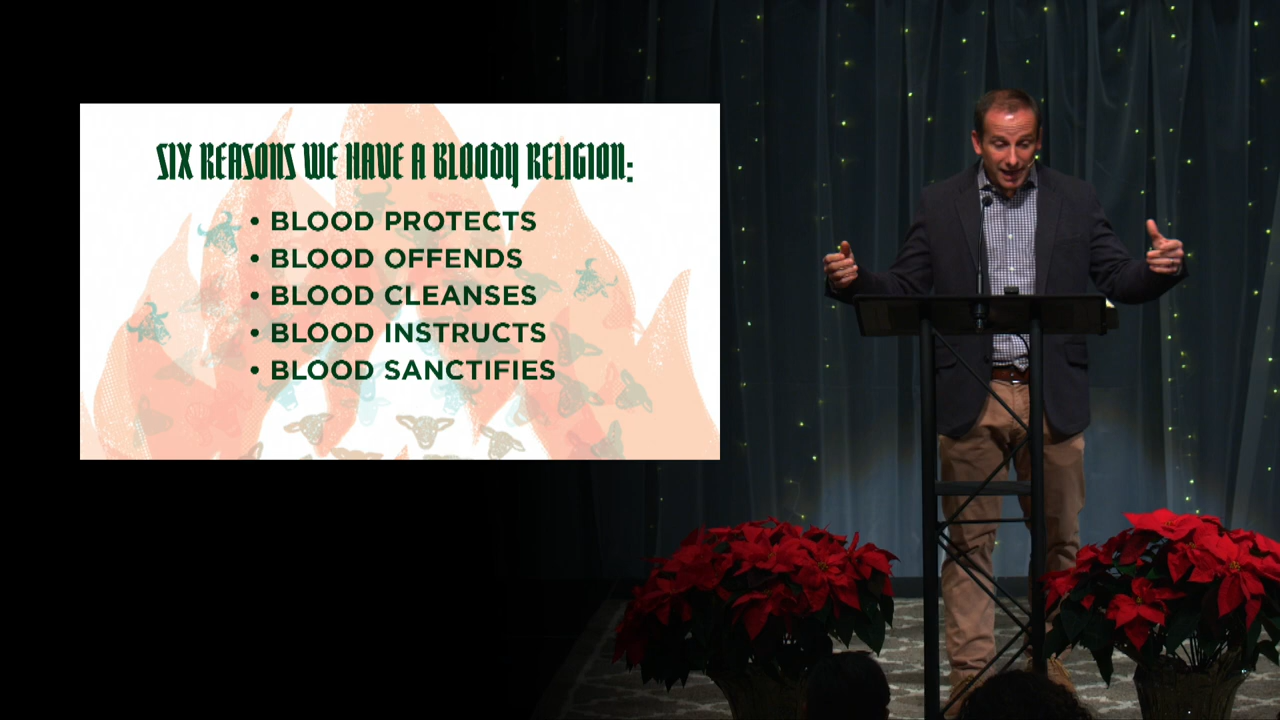 SIX REASONS WE HAVE A BLOODY RELIGION:
• BLOOD PROTECTS
• BLOOD OFFENDS
• BLOOD CLEANSES
• BLOOD INSTRUCTS
• BLOOD SANCTIFIES